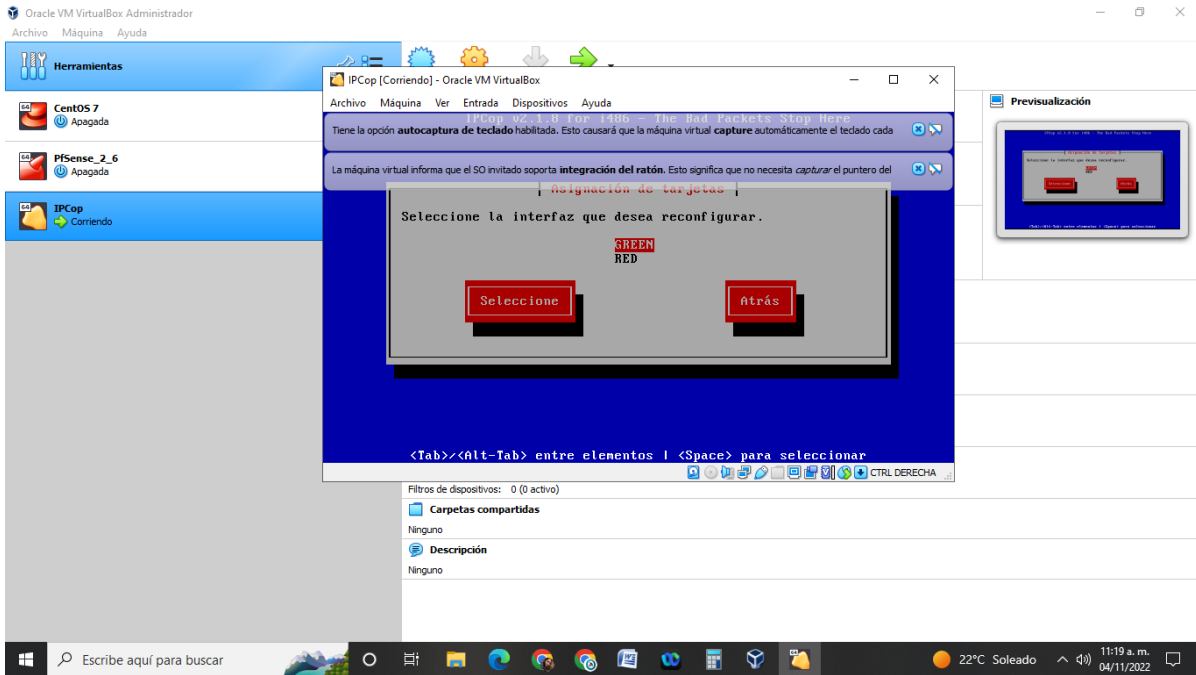 Oracle VM VirtualBox Administrador
Archivo Máquina Ayuda
Herramientas
CentOS 7
Apagada
PfSense_2_6
Apagada
IPCop
Corriendo
IPCop [Corriendo] - Oracle VM VirtualBox
Archivo Máquina Ver Entrada Dispositivos Ayuda
IPCop v2.1.8 for i486 - The Bad Packets Stop Here
Tiene la opción autocaptura de teclado habilitada. Esto causará que la máquina virtual capture automáticamente el teclado cada
La máquina virtual informa que el SO invitado soporta integración del ratón. Esto significa que no necesita capturar el puntero del
Asignación de tarjetas
Seleccione la interfaz que desea reconfigurar.
GREEN
RED
Seleccione Atrás
<Tab>/<Alt-Tab> entre elementos | <Space> para seleccionar
CTRL DERECHA
Previsualización
Filtros de dispositivos: 0 (0 activo)
Carpetas compartidas
Ninguno
Descripción
Ninguno
Escribe aquí para buscar
22°C Soleado
11:19 a. m.
04/11/2022